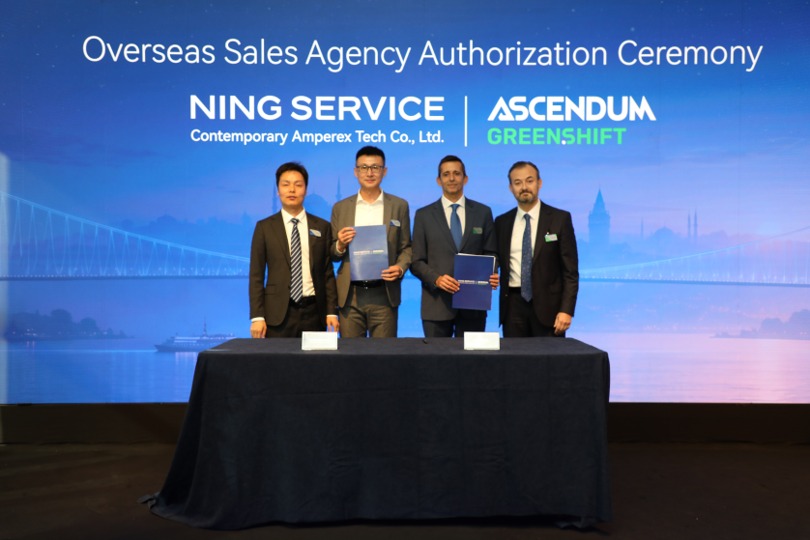 Overseas Sales Agency Authorization Ceremony
NING SERVICE
Contemporary Amperex Tech Co., Ltd.
ASCENDUM
GREENSHIFT